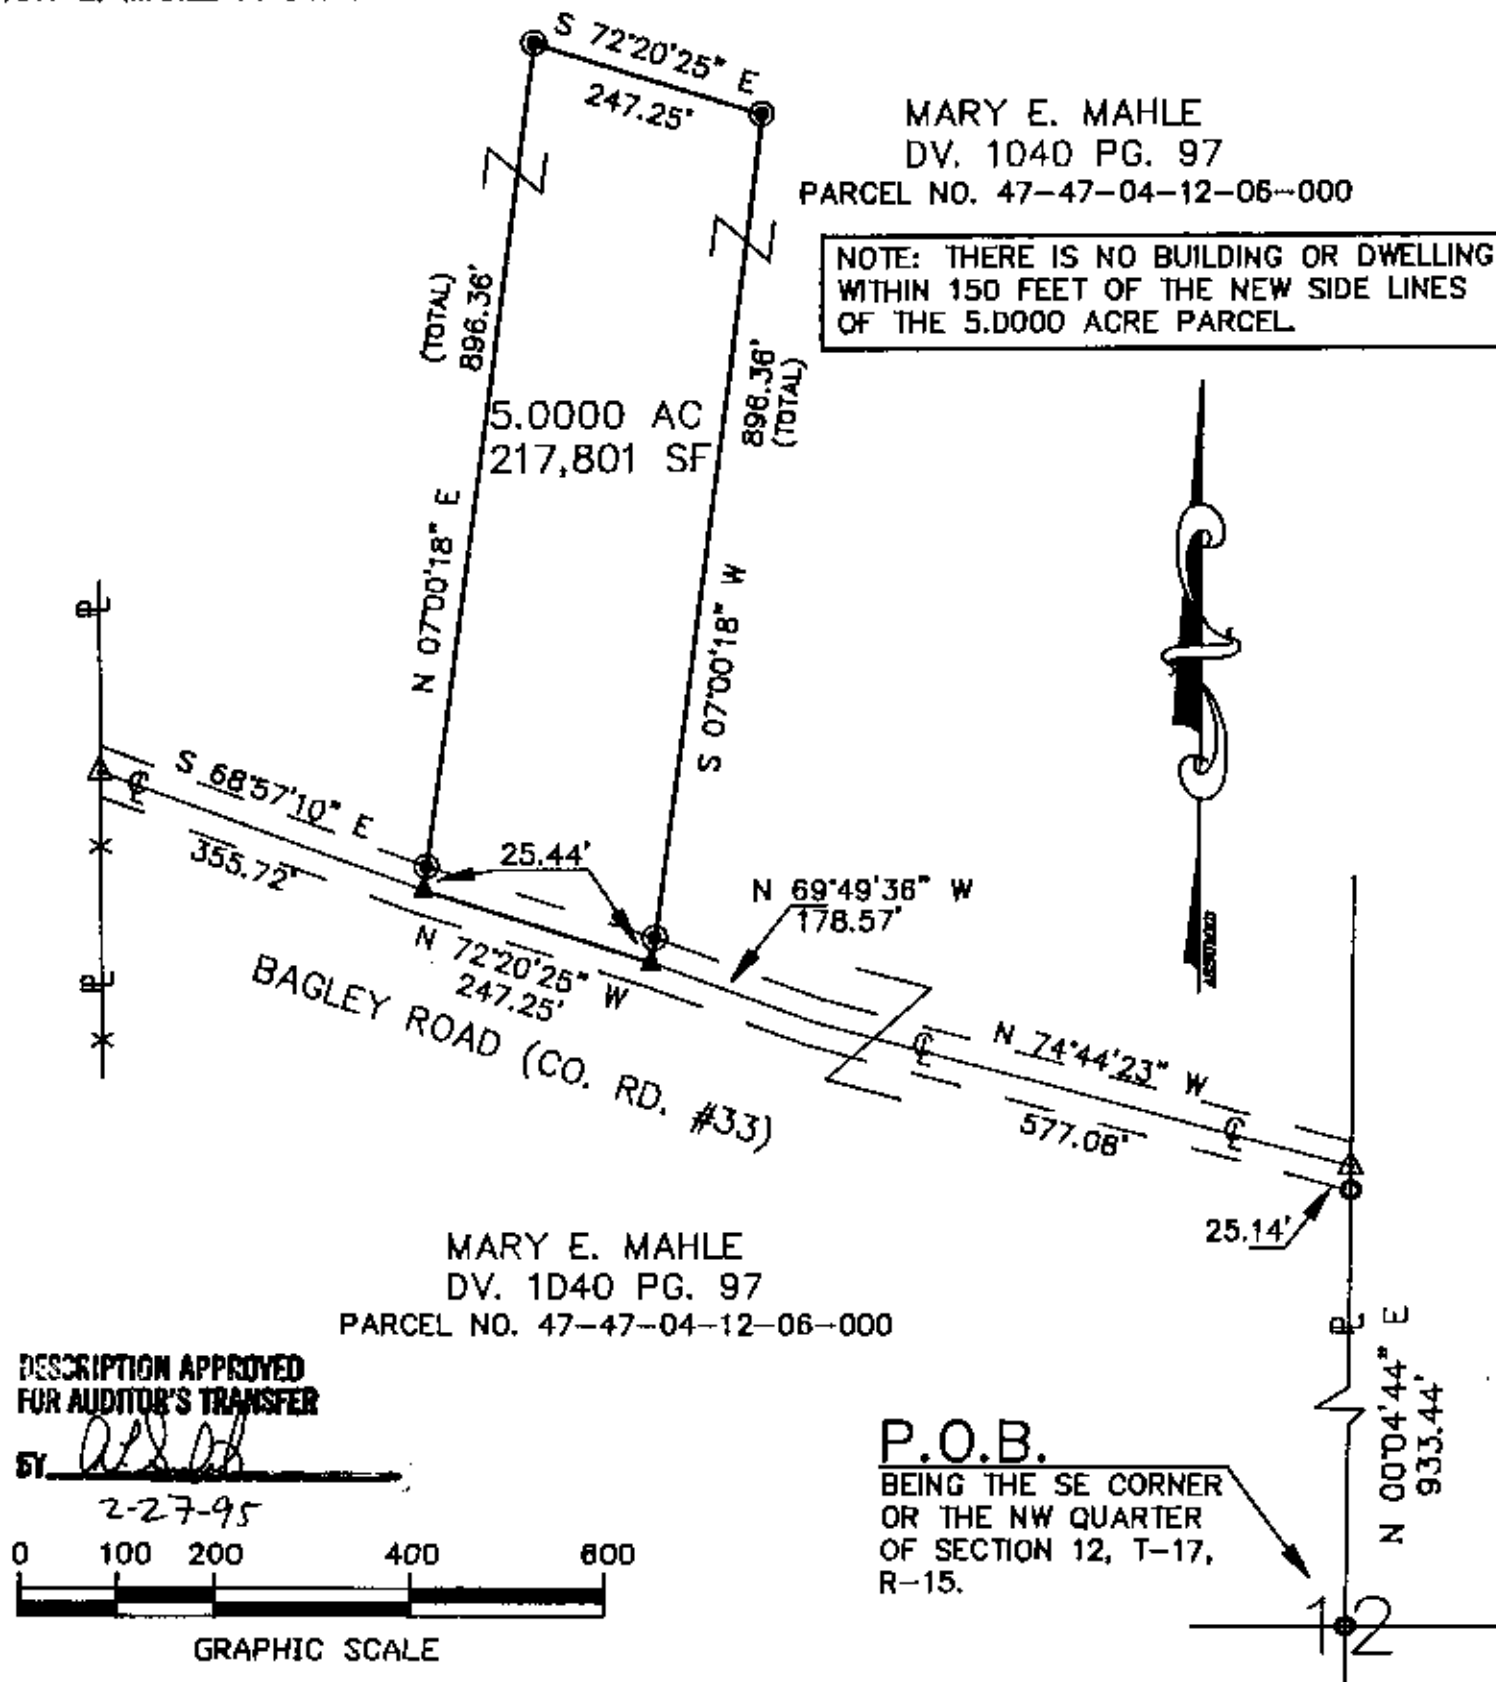 S 72°20'25" E
247.25'
MARY E. MAHLE
DV. 1040 PG. 97
PARCEL NO. 47-47-04-12-06-000
NOTE: THERE IS NO BUILDING OR DWELLING
WITHIN 150 FEET OF THE NEW SIDE LINES
OF THE 5.0000 ACRE PARCEL.
(TOTAL)
896.36'
896.36'
(TOTAL)
5.0000 AC
217,801 SF
N 07°00'18" E
S 07°00'18" W
PL
S 68°57'10" E
CL
355.72'
25.44'
N 69°49'36" W
178.57'
N 72°20'25" W
247.25'
PL
BAGLEY ROAD (CO. RD. #33)
CL
N 74°44'23" W
577.08'
CL
ASSUMED
25.14'
MARY E. MAHLE
DV. 1040 PG. 97
PARCEL NO. 47-47-04-12-06-000
PL
N 00°04'44" E
933.44'
DESCRIPTION APPROVED
FOR AUDITOR'S TRANSFER
BY
2-27-95
P.O.B.
BEING THE SE CORNER
OR THE NW QUARTER
OF SECTION 12, T-17,
R-15.
0 100 200 400 600
GRAPHIC SCALE
12